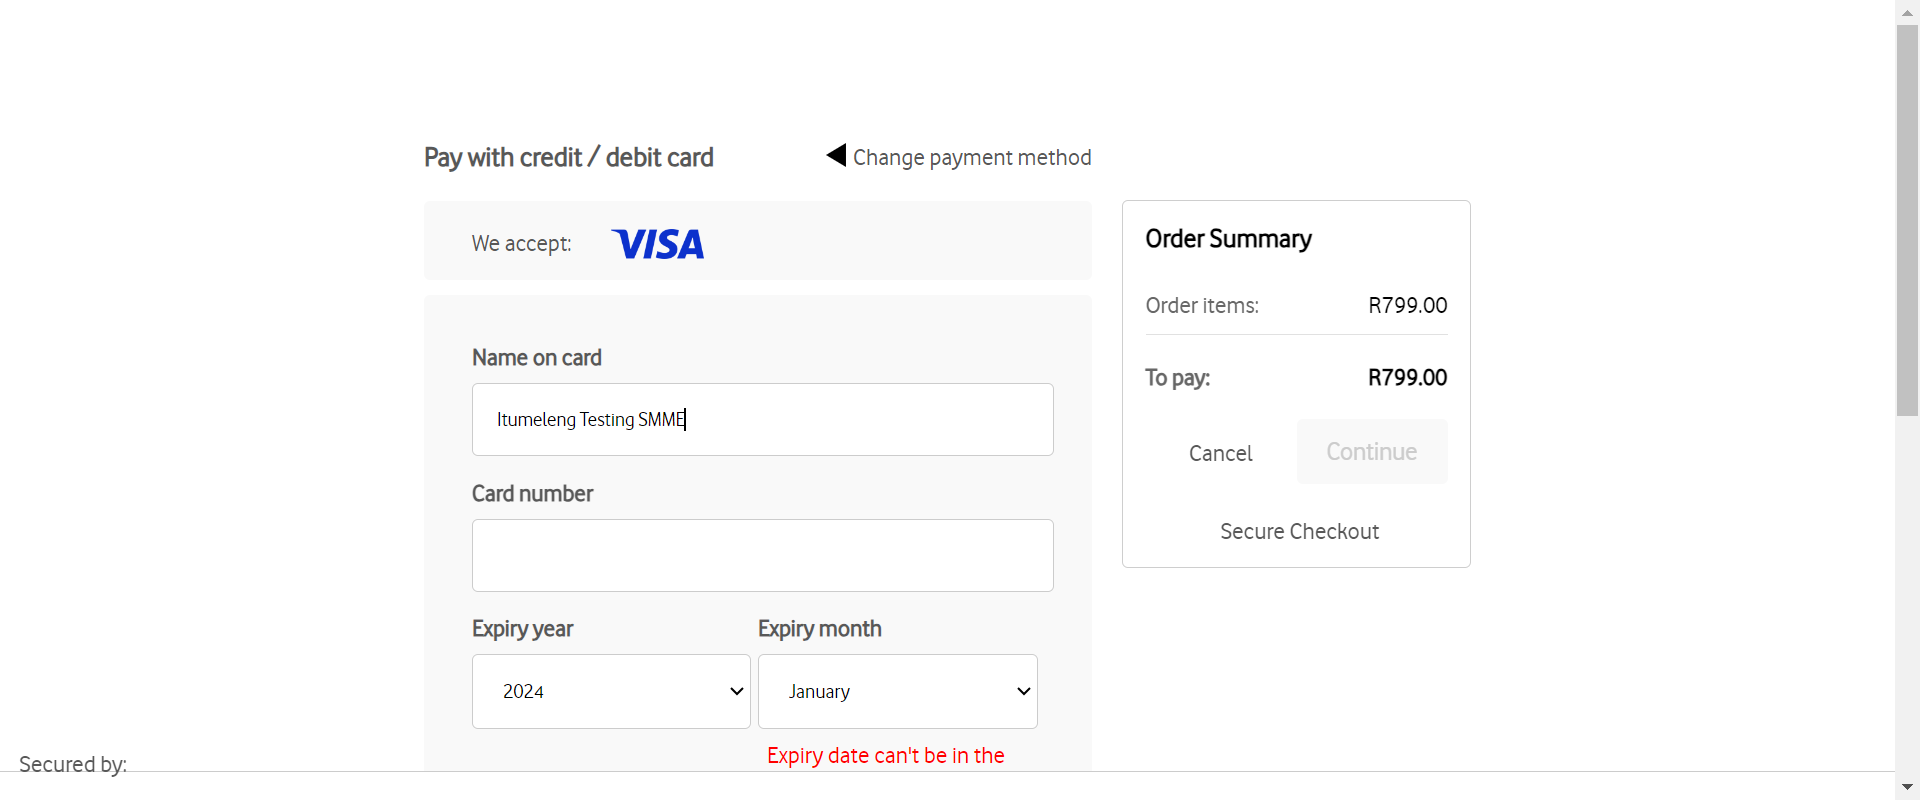 Pay with credit / debit card
Change payment method
We accept: VISA
Name on card
Itumeleng Testing SMME
Card number
Expiry year
Expiry month
2024
January
Expiry date can't be in the
Order Summary
Order items: R799.00
To pay: R799.00
Cancel
Continue
Secure Checkout
Secured by: